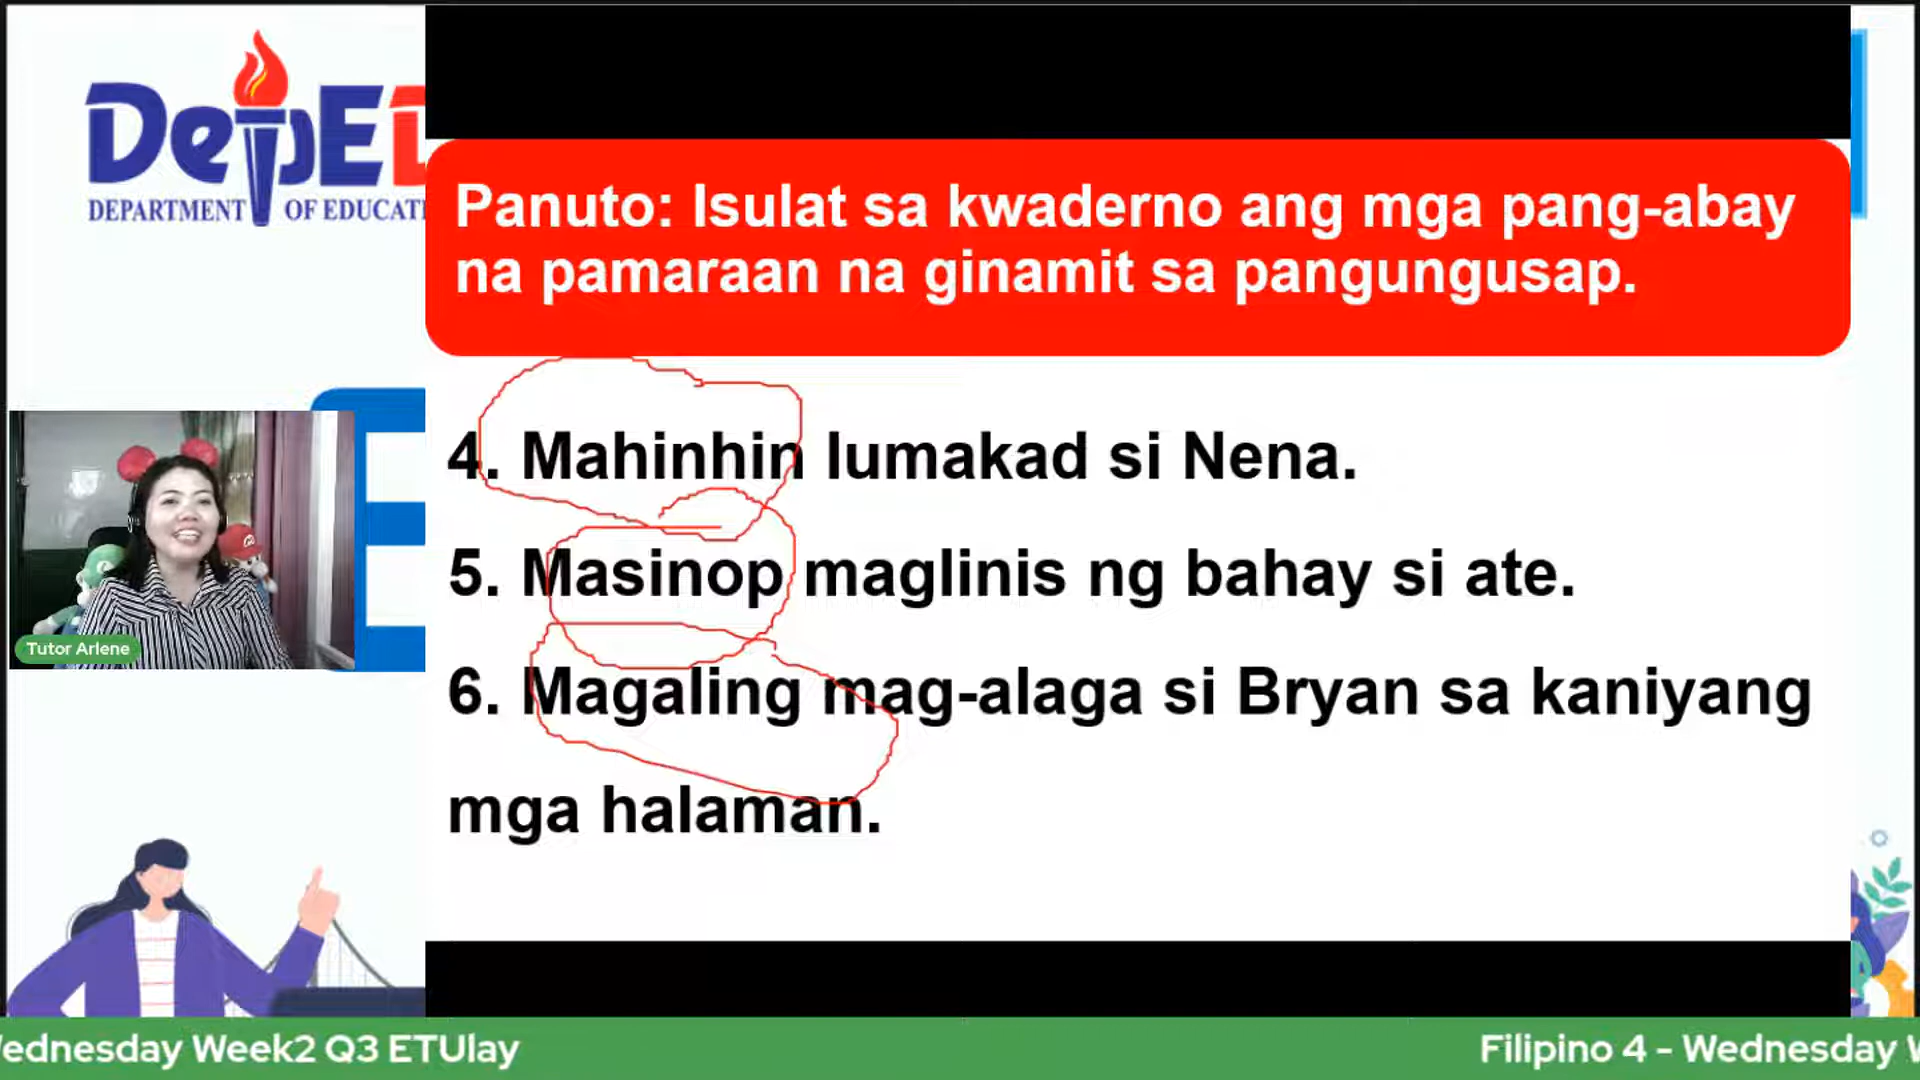 DepED
DEPARTMENT OF EDUCATI
Panuto: Isulat sa kwaderno ang mga pang-abay
na pamaraan na ginamit sa pangungusap.
4. Mahinhin lumakad si Nena.
5. Masinop maglinis ng bahay si ate.
6. Magaling mag-alaga si Bryan sa kaniyang
mga halaman.
Tutor Arlene
Wednesday Week2 Q3 ETUlay
Filipino 4 - Wednesday W